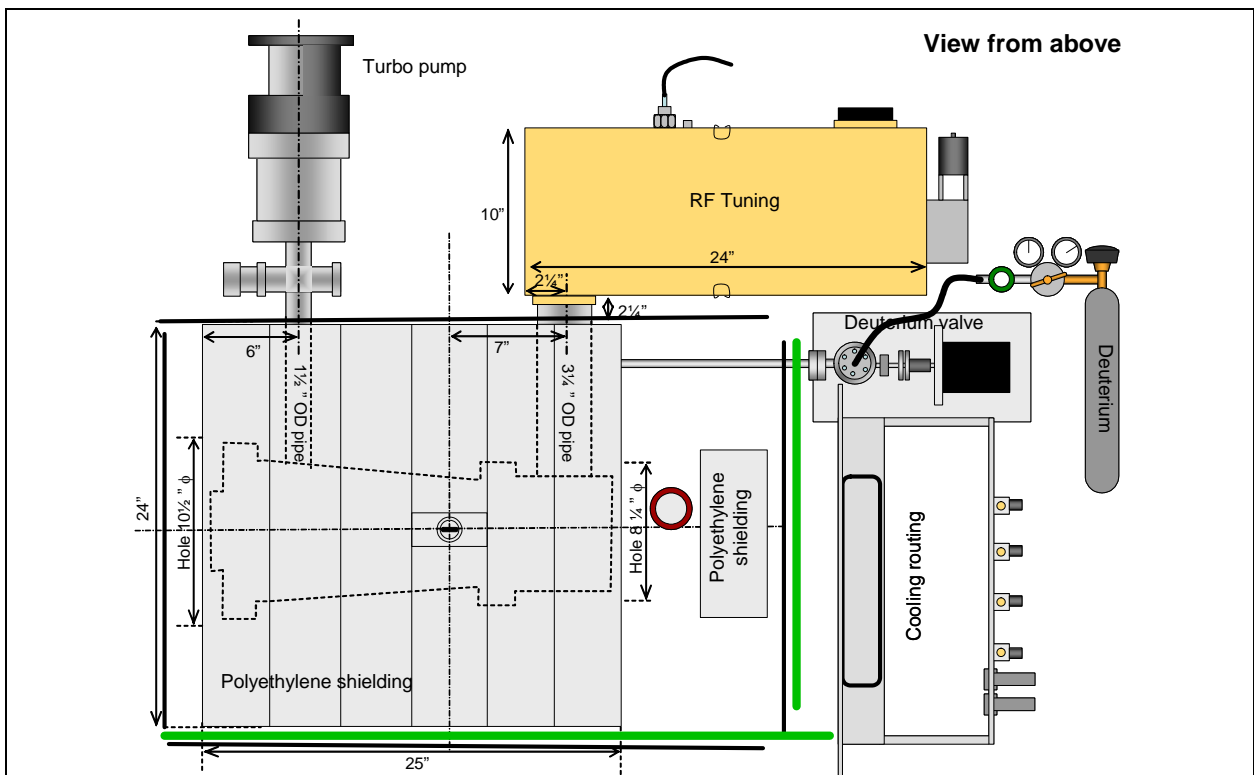 View from above
Turbo pump
RF Tuning
10”
24”
2¼”
2¼”
Deuterium valve
6”
7”
1½ ” OD pipe
3¼ ” OD pipe
Deuterium
24”
Hole 10½ ” ϕ
Hole 8 ¼ ” ϕ
Polyethylene
shielding
Cooling routing
Polyethylene shielding
25”